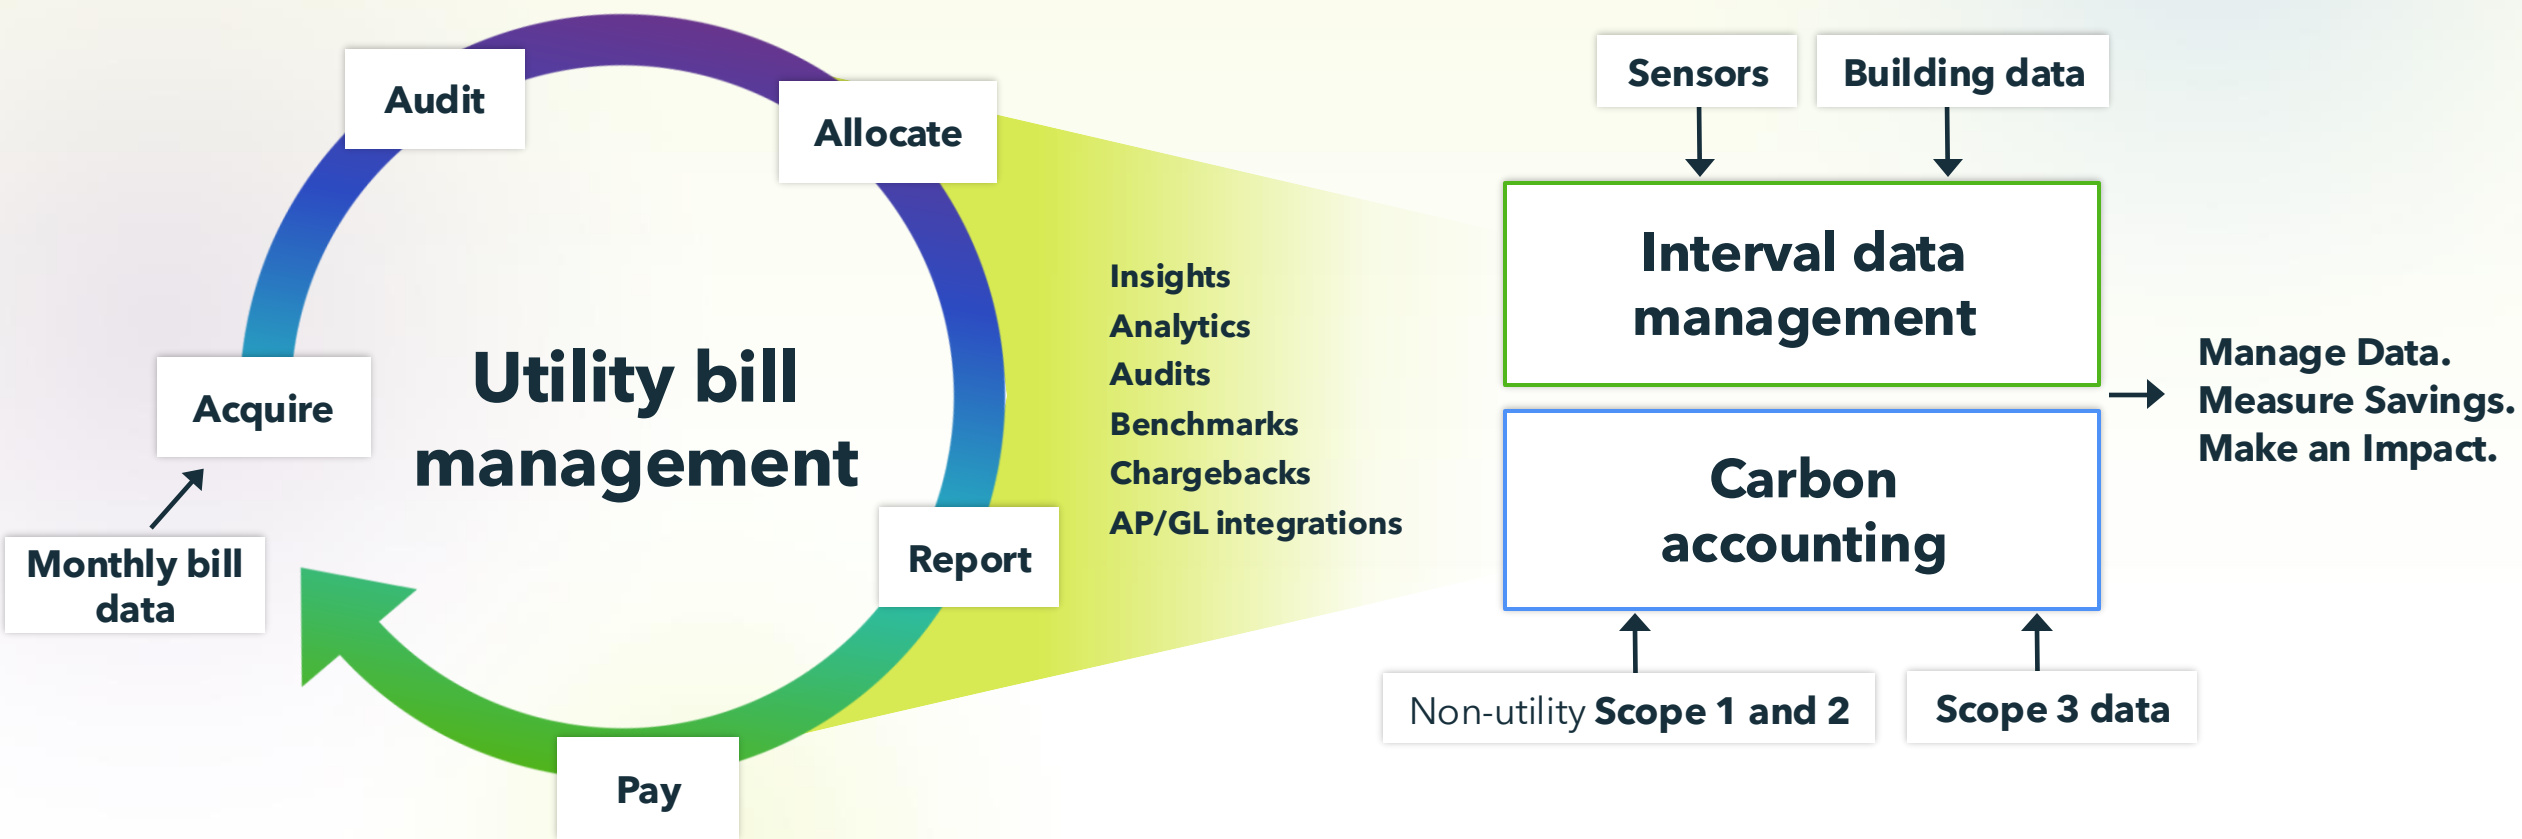 Audit
Allocate
Acquire
Utility bill
management
Monthly bill
data
Report
Pay
Insights
Analytics
Audits
Benchmarks
Chargebacks
AP/GL integrations
Sensors
Building data
Interval data
management
Carbon
accounting
Non-utility Scope 1 and 2
Scope 3 data
Manage Data.
Measure Savings.
Make an Impact.